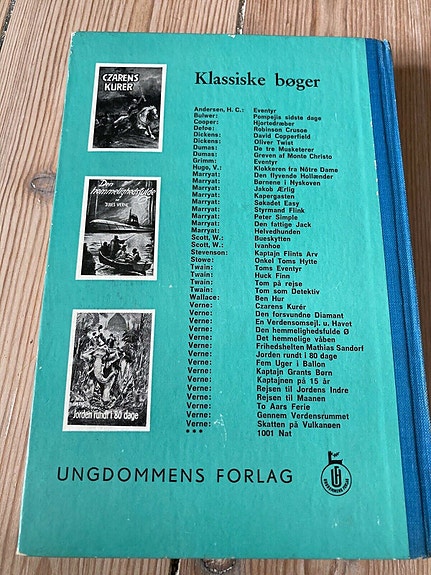 CZARENS
KURER
Den
hemmelighedsfulde
JULES VERNE
Jorden rundt i 80 dage
Klassiske bøger
Andersen, H. C.: Eventyr
Bulwer: Pompejis sidste dage
Cooper: Hjortedræber
Defoe: Robinson Crusoe
Dickens: David Copperfield
Dickens: Oliver Twist
Dumas: De tre Musketerer
Dumas: Greven af Monte Christo
Grimm: Eventyr
Hugo, V.: Klokkeren fra Nôtre Dame
Marryat: Den flyvende Hollænder
Marryat: Børnene i Nyskoven
Marryat: Jakob Ærlig
Marryat: Kapergasten
Marryat: Søkadet Easy
Marryat: Styrmand Flink
Marryat: Peter Simple
Marryat: Den fattige Jack
Marryat: Helvedhunden
Scott, W.: Bueskytten
Scott, W.: Ivanhoe
Stevenson: Kaptajn Flints Arv
Stowe: Onkel Toms Hytte
Twain: Toms Eventyr
Twain: Huck Finn
Twain: Tom på rejse
Twain: Tom som Detektiv
Wallace: Ben Hur
Verne: Czarens Kurér
Verne: Den forsvundne Diamant
Verne: En Verdensomsejl. u. Havet
Verne: Den hemmelighedsfulde Ø
Verne: Det hemmelige våben
Verne: Frihedshelten Mathias Sandorf
Verne: Jorden rundt i 80 dage
Verne: Fem Uger i Ballon
Verne: Kaptajn Grants Børn
Verne: Kaptajnen på 15 år
Verne: Rejsen til Jordens Indre
Verne: Rejsen til Maanen
Verne: To Aars Ferie
Verne: Gennem Verdensrummet
Verne: Skatten på Vulkanøen
*** 1001 Nat
UNGDOMMENS FORLAG